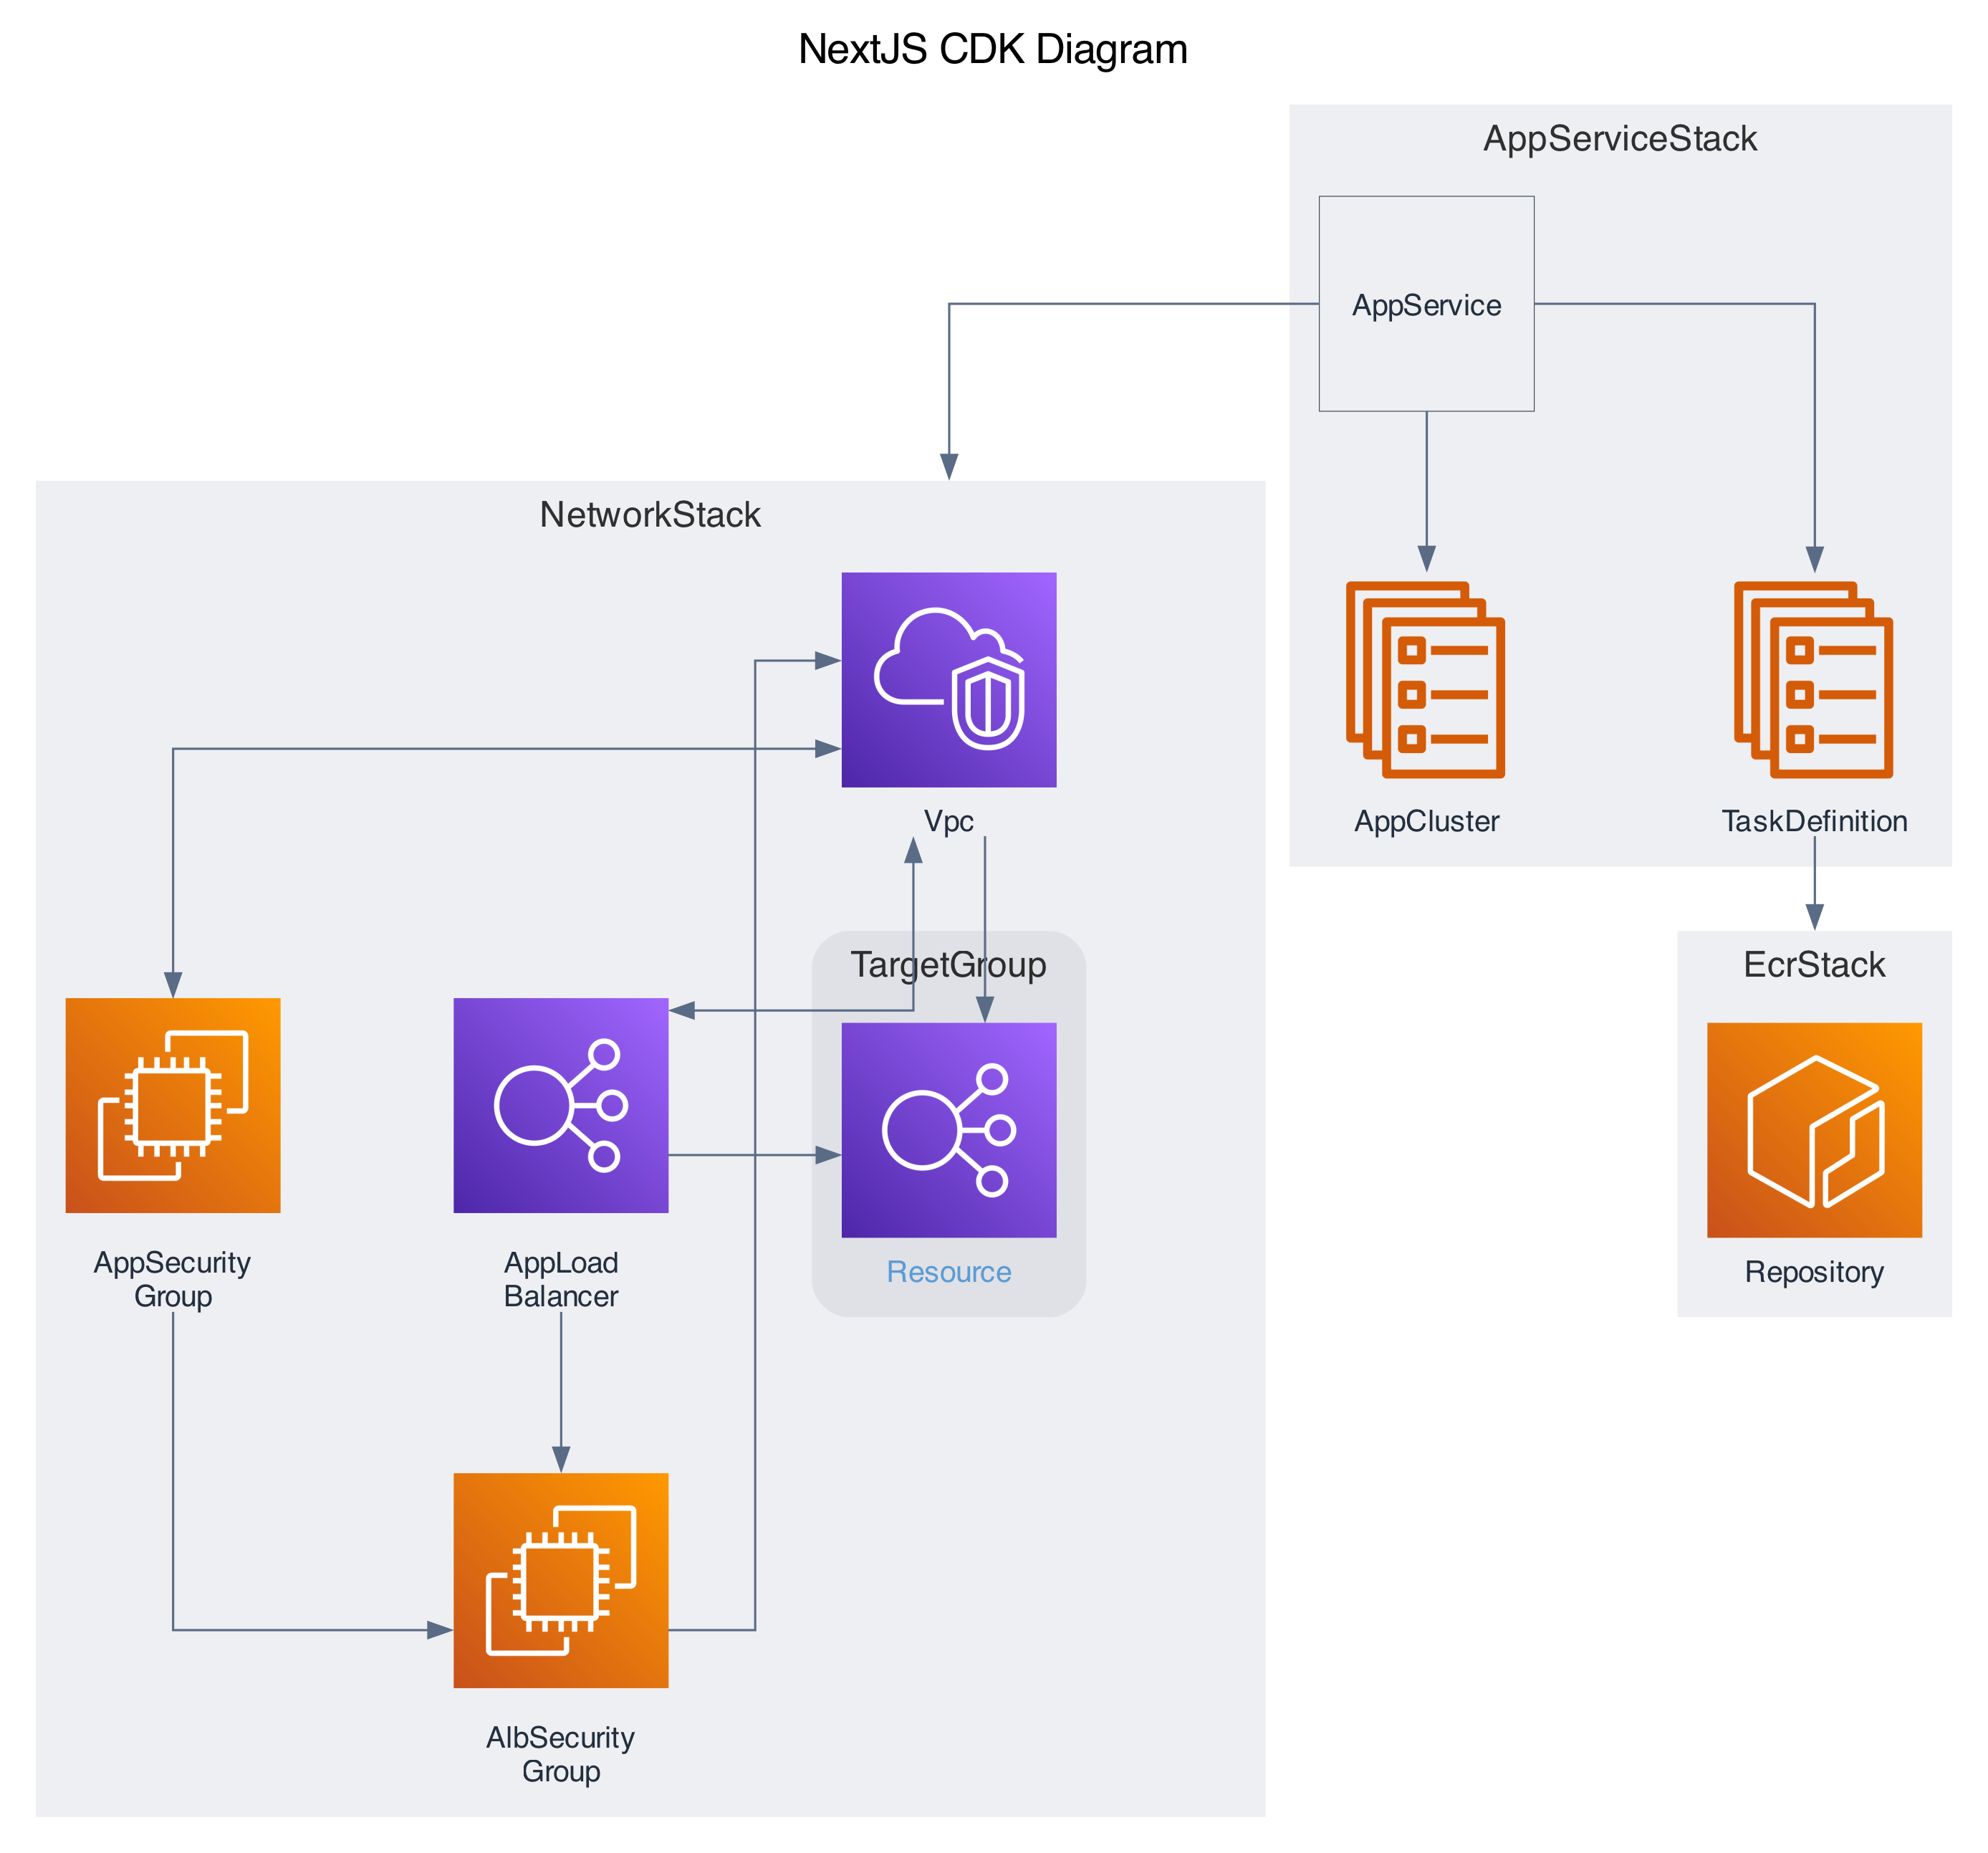 NextJS CDK Diagram
AppServiceStack
AppService
NetworkStack
Vpc
AppCluster
TaskDefinition
TargetGroup
EcrStack
AppSecurity
Group
AppLoad
Balancer
Resource
Repository
AlbSecurity
Group